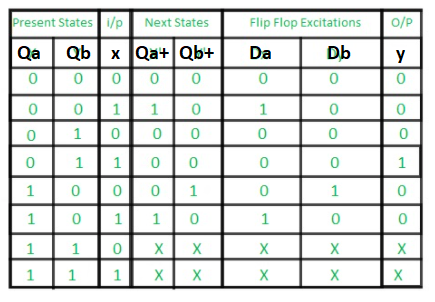 Present States i/p Next States Flip Flop Excitations O/P
Qa Qb x Qa+ Qb+ Da Db y
0 0 0 0 0 0 0 0
0 0 1 1 0 1 0 0
0 1 0 0 0 0 0 0
0 1 1 0 0 0 0 1
1 0 0 0 1 0 1 0
1 0 1 1 0 1 0 0
1 1 0 X X X X X
1 1 1 X X X X X